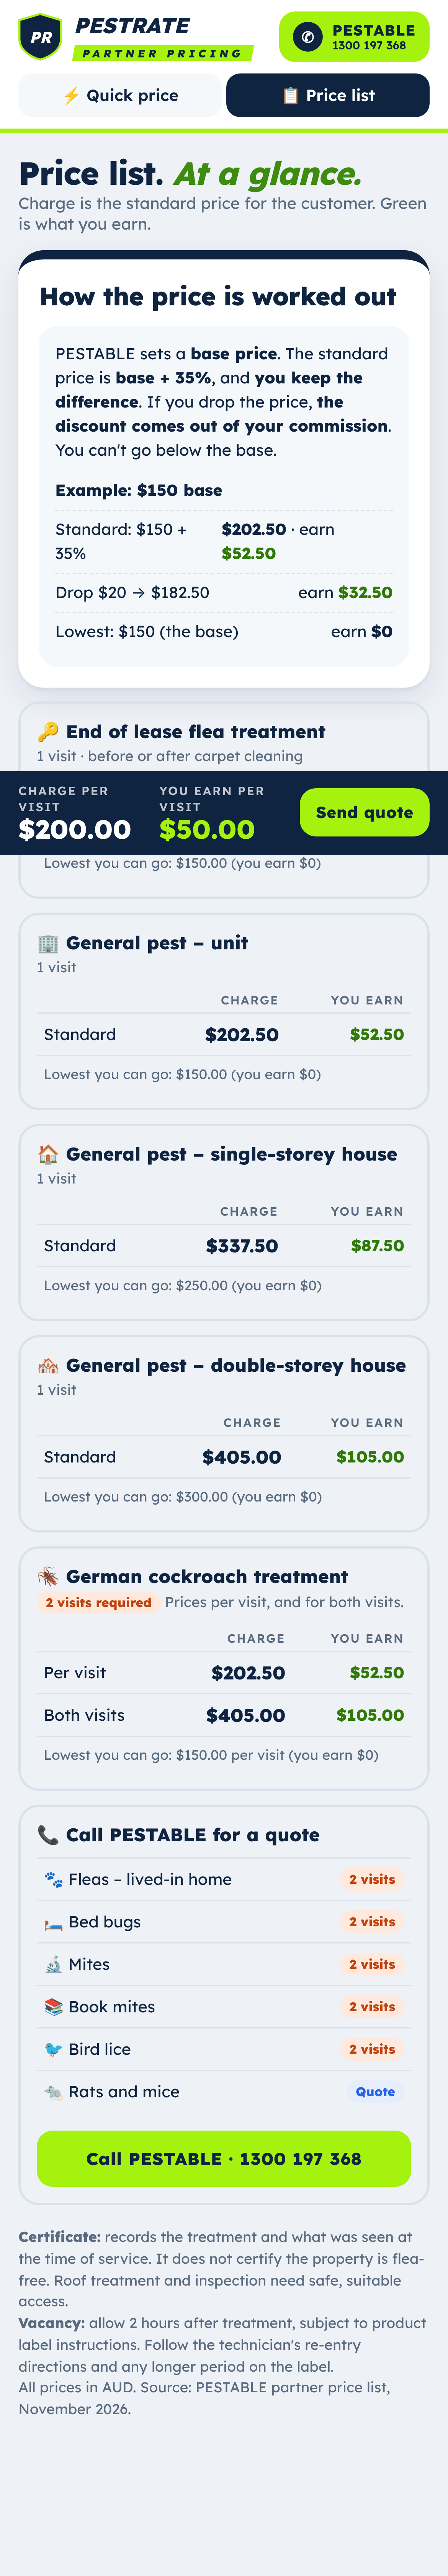 PR
PESTRATE
PARTNER PRICING
✆
PESTABLE
1300 197 368
⚡ Quick price
📋 Price list
Price list. At a glance.
Charge is the standard price for the customer. Green
is what you earn.
How the price is worked out
PESTABLE sets a base price. The standard
price is base + 35%, and you keep the
difference. If you drop the price, the
discount comes out of your commission.
You can't go below the base.
Example: $150 base
Standard: $150 +
35%
$202.50 · earn
$52.50
Drop $20 → $182.50
earn $32.50
Lowest: $150 (the base)
earn $0
🔑 End of lease flea treatment
1 visit · before or after carpet cleaning
CHARGE PER
VISIT
$200.00
YOU EARN PER
VISIT
$50.00
Send quote
Lowest you can go: $150.00 (you earn $0)
🏢 General pest – unit
1 visit
CHARGE YOU EARN
Standard $202.50 $52.50
Lowest you can go: $150.00 (you earn $0)
🏠 General pest – single-storey house
1 visit
CHARGE YOU EARN
Standard $337.50 $87.50
Lowest you can go: $250.00 (you earn $0)
🏘️ General pest – double-storey house
1 visit
CHARGE YOU EARN
Standard $405.00 $105.00
Lowest you can go: $300.00 (you earn $0)
🪳 German cockroach treatment
2 visits required Prices per visit, and for both visits.
CHARGE YOU EARN
Per visit $202.50 $52.50
Both visits $405.00 $105.00
Lowest you can go: $150.00 per visit (you earn $0)
📞 Call PESTABLE for a quote
🐾 Fleas – lived-in home 2 visits
🛏️ Bed bugs 2 visits
🔬 Mites 2 visits
📚 Book mites 2 visits
🐦 Bird lice 2 visits
🐀 Rats and mice Quote
Call PESTABLE · 1300 197 368
Certificate: records the treatment and what was seen at
the time of service. It does not certify the property is flea-
free. Roof treatment and inspection need safe, suitable
access.
Vacancy: allow 2 hours after treatment, subject to product
label instructions. Follow the technician's re-entry
directions and any longer period on the label.
All prices in AUD. Source: PESTABLE partner price list,
November 2026.